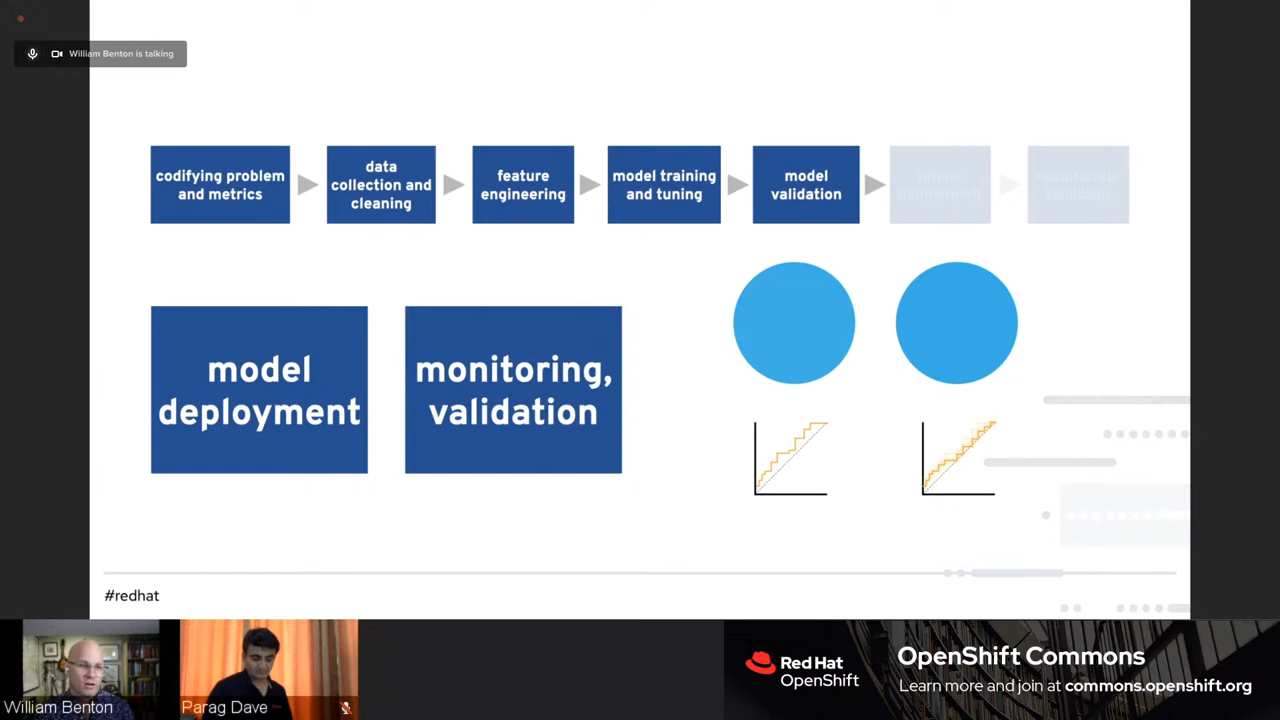 William Benton is talking
codifying problem
and metrics
data
collection and
cleaning
feature
engineering
model training
and tuning
model
validation
model
deployment
monitoring,
validation
#redhat
William Benton
Parag Dave
Red Hat
OpenShift
OpenShift Commons
Learn more and join at commons.openshift.org